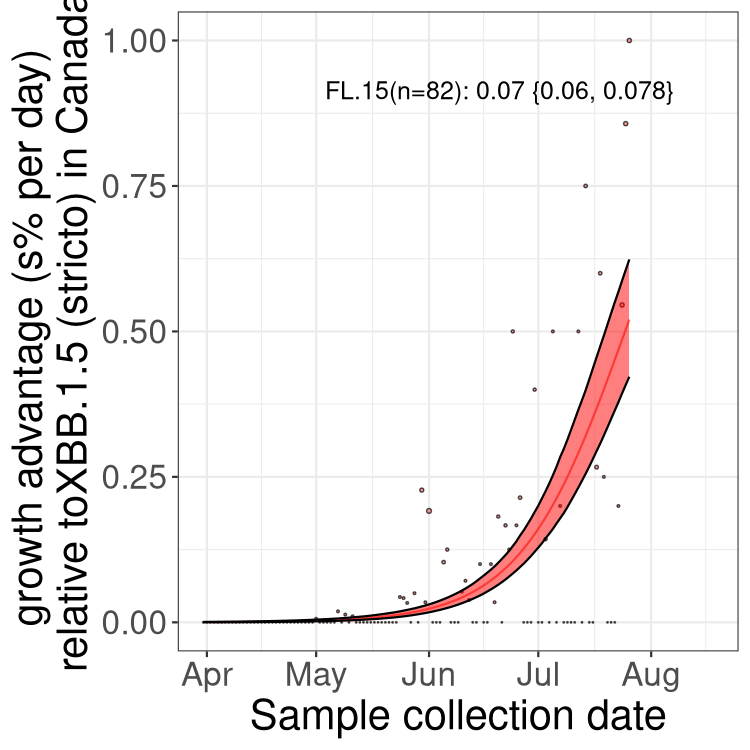 growth advantage (s% per day)
relative toXBB.1.5 (stricto) in Canada
1.00
0.75
0.50
0.25
0.00
FL.15(n=82): 0.07 {0.06, 0.078}
Apr May Jun Jul Aug
Sample collection date